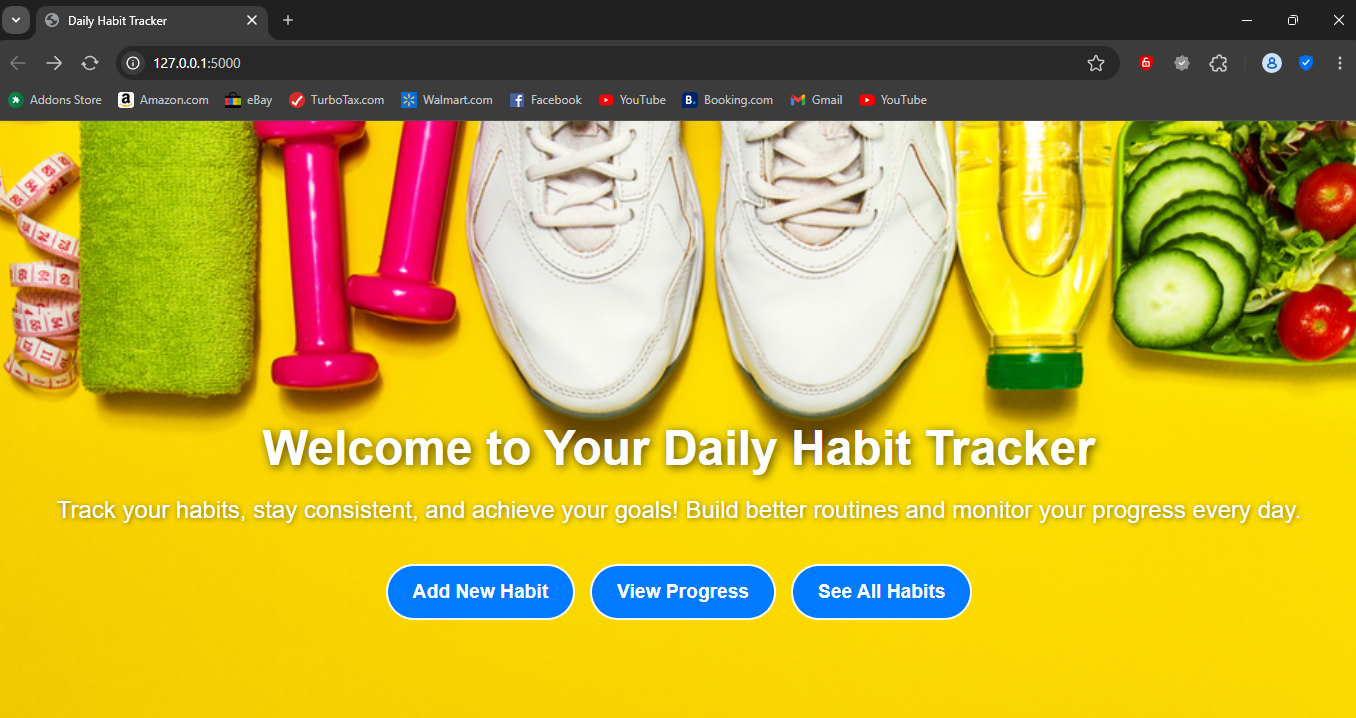 Daily Habit Tracker
127.0.0.1:5000
Addons Store Amazon.com eBay TurboTax.com Walmart.com Facebook YouTube Booking.com Gmail YouTube
Welcome to Your Daily Habit Tracker
Track your habits, stay consistent, and achieve your goals! Build better routines and monitor your progress every day.
Add New Habit View Progress See All Habits